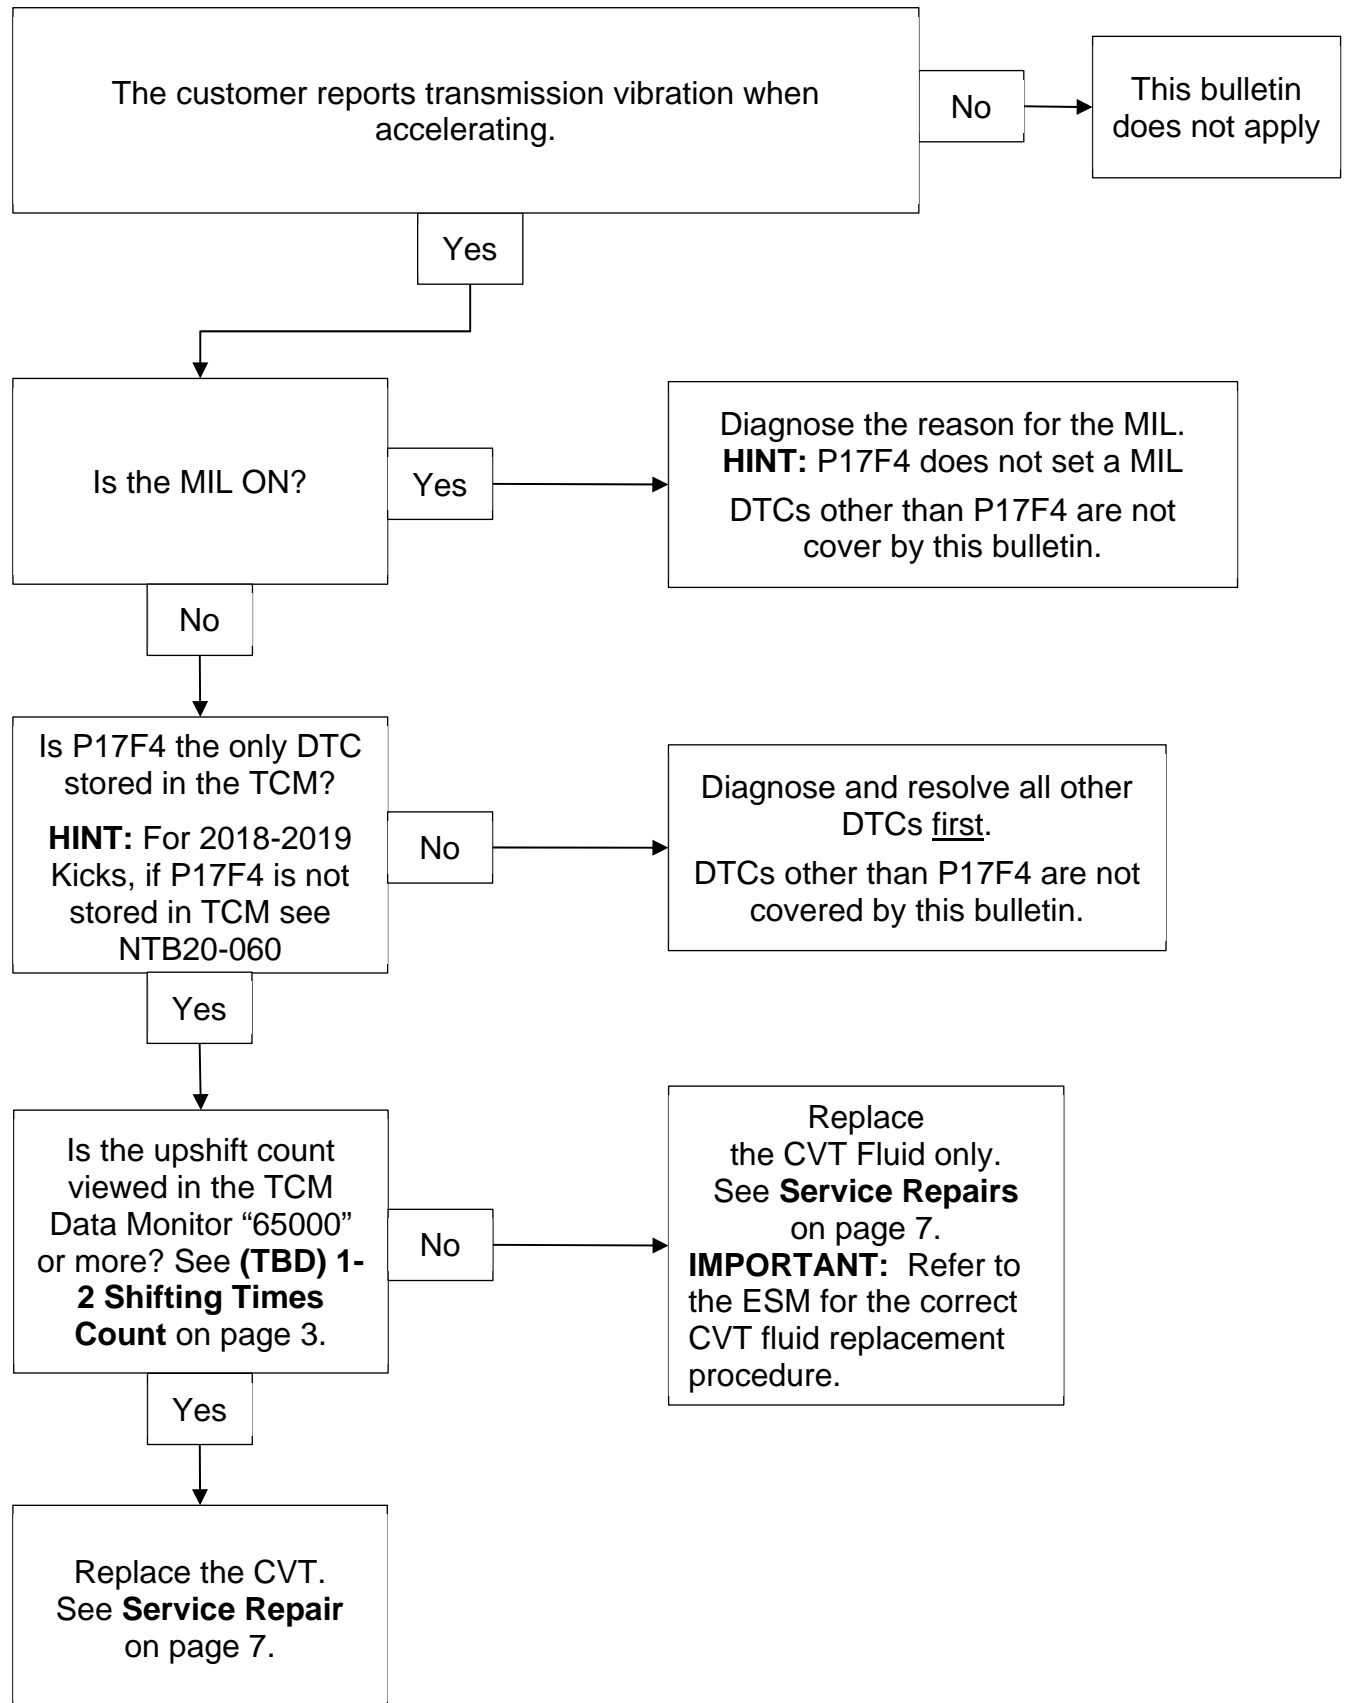 The customer reports transmission vibration when
accelerating.
No
This bulletin
does not apply
Yes
Is the MIL ON?
Yes
Diagnose the reason for the MIL.
HINT: P17F4 does not set a MIL
DTCs other than P17F4 are not
cover by this bulletin.
No
Is P17F4 the only DTC
stored in the TCM?
HINT: For 2018-2019
Kicks, if P17F4 is not
stored in TCM see
NTB20-060
No
Diagnose and resolve all other
DTCs first.
DTCs other than P17F4 are not
covered by this bulletin.
Yes
Is the upshift count
viewed in the TCM
Data Monitor “65000”
or more? See (TBD) 1-
2 Shifting Times
Count on page 3.
No
Replace
the CVT Fluid only.
See Service Repairs
on page 7.
IMPORTANT: Refer to
the ESM for the correct
CVT fluid replacement
procedure.
Yes
Replace the CVT.
See Service Repair
on page 7.